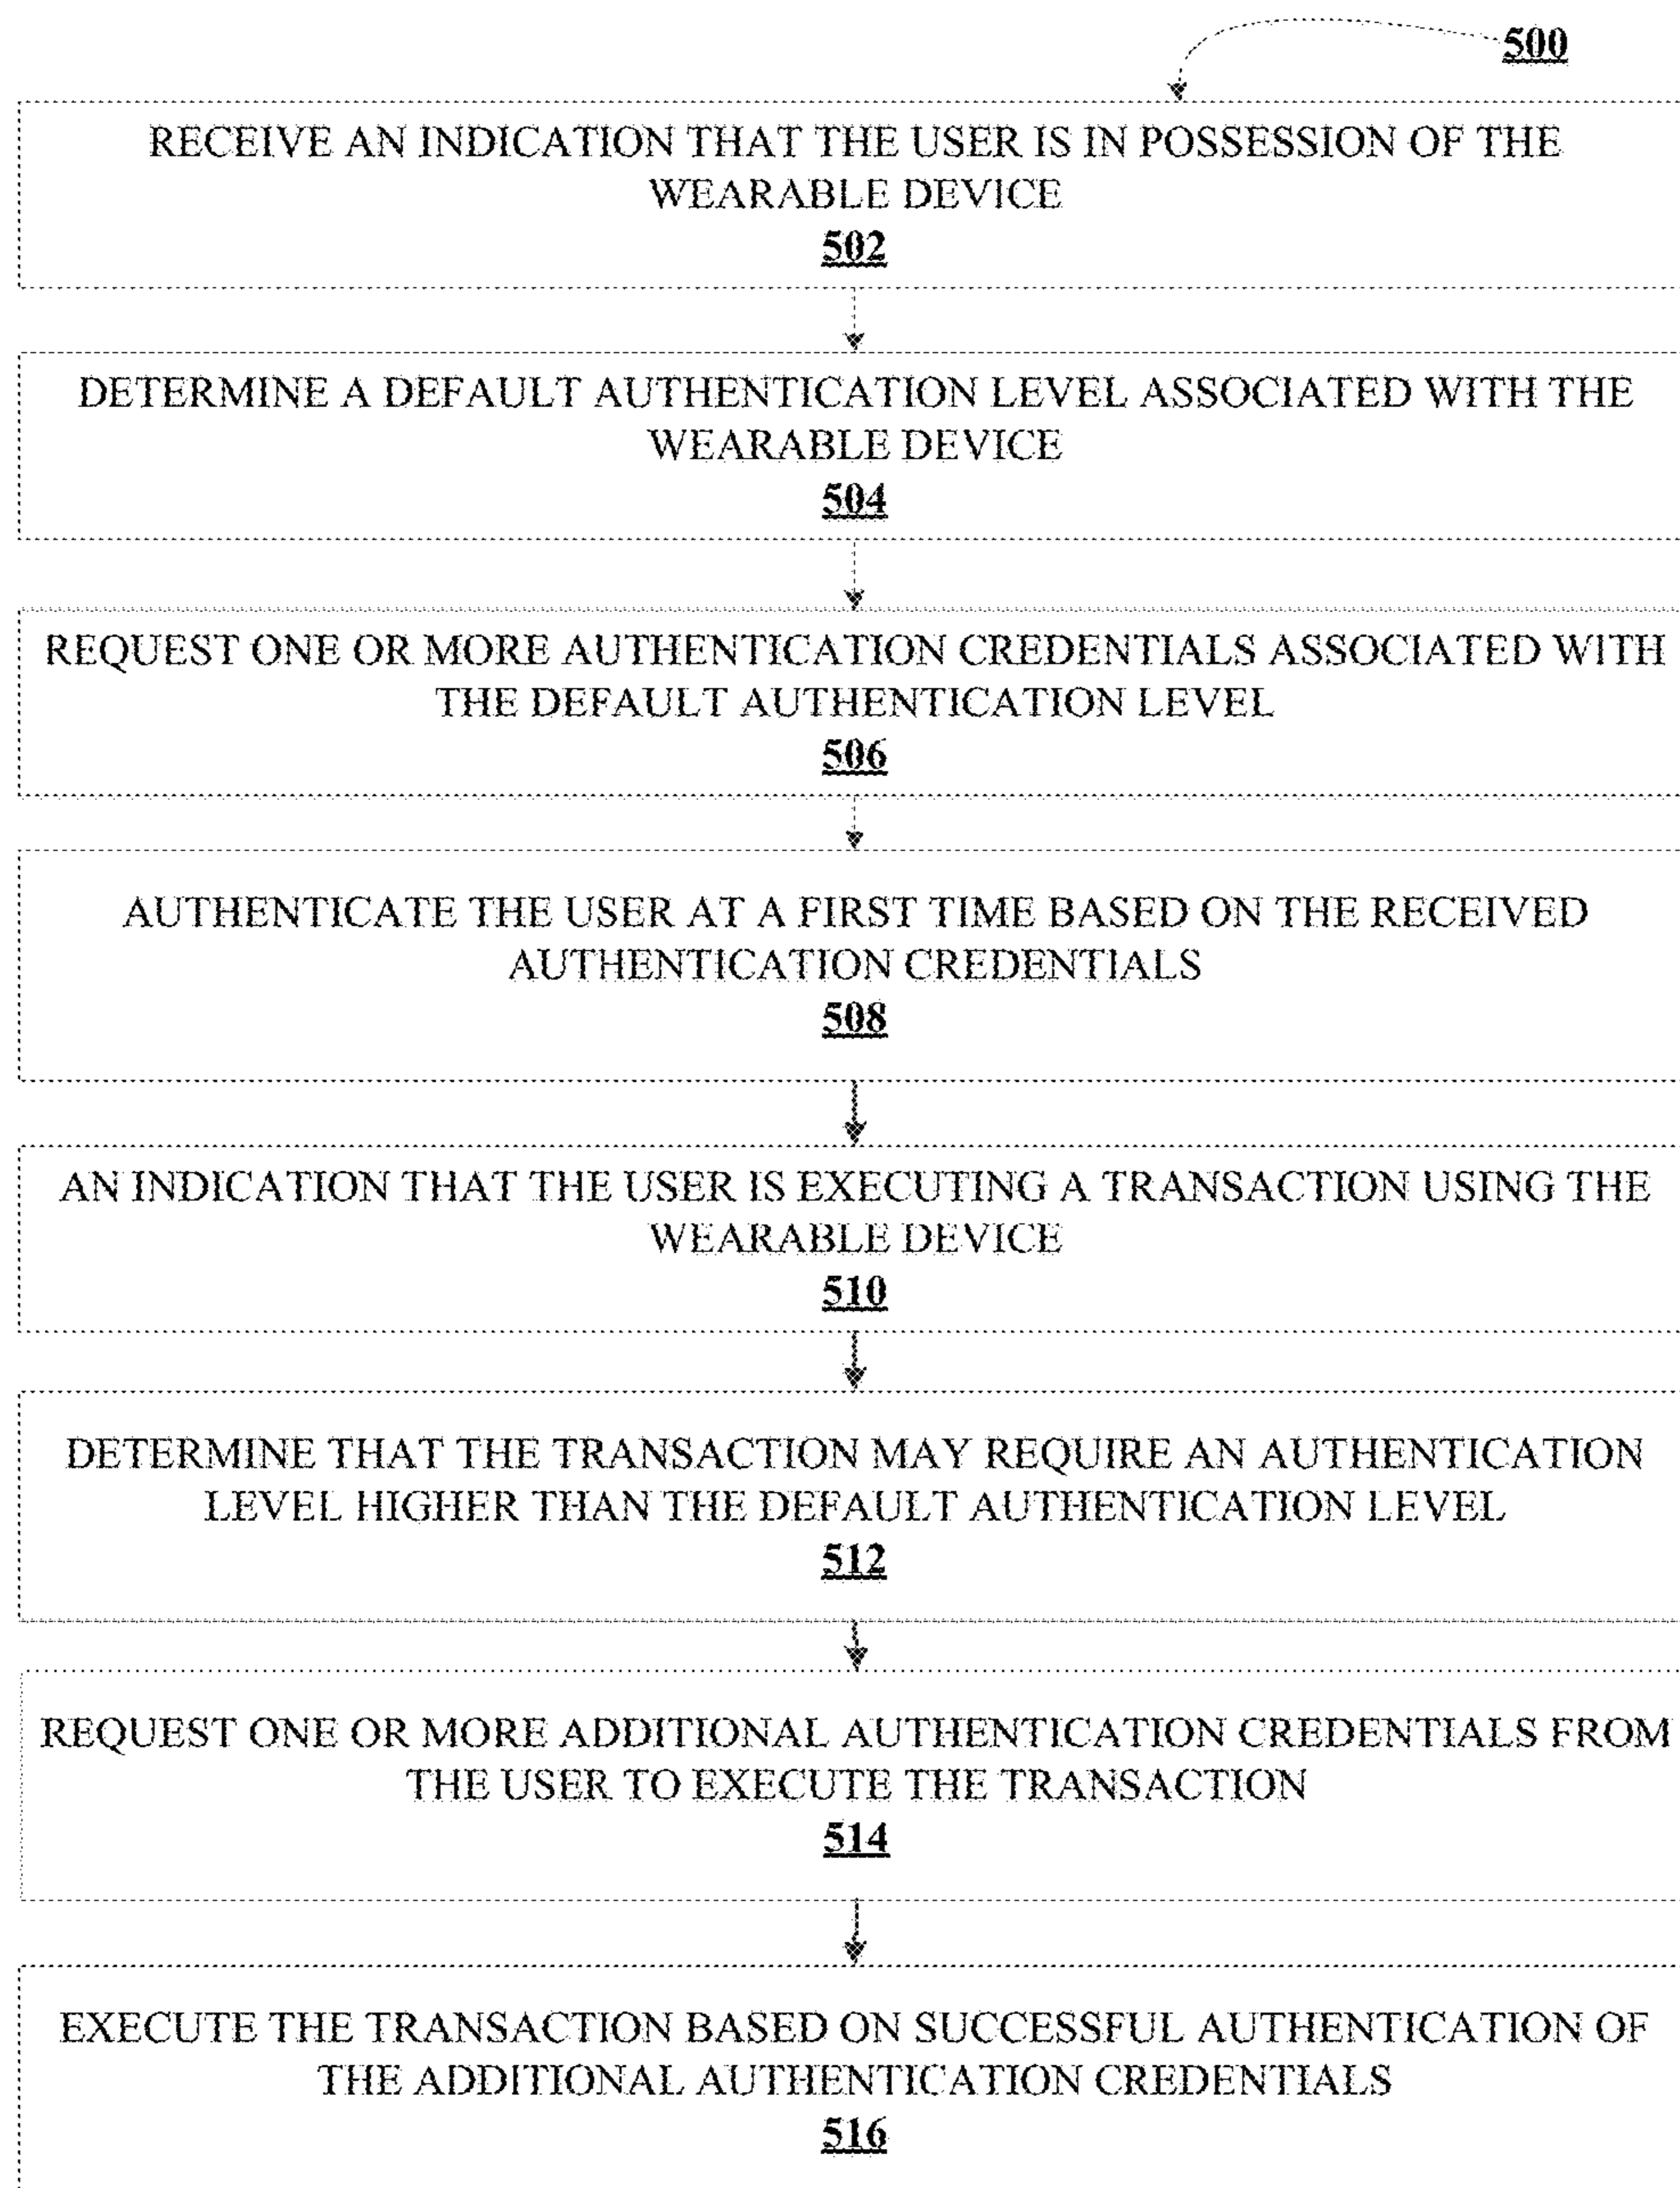 500
RECEIVE AN INDICATION THAT THE USER IS IN POSSESSION OF THE
WEARABLE DEVICE
502
DETERMINE A DEFAULT AUTHENTICATION LEVEL ASSOCIATED WITH THE
WEARABLE DEVICE
504
REQUEST ONE OR MORE AUTHENTICATION CREDENTIALS ASSOCIATED WITH
THE DEFAULT AUTHENTICATION LEVEL
506
AUTHENTICATE THE USER AT A FIRST TIME BASED ON THE RECEIVED
AUTHENTICATION CREDENTIALS
508
AN INDICATION THAT THE USER IS EXECUTING A TRANSACTION USING THE
WEARABLE DEVICE
510
DETERMINE THAT THE TRANSACTION MAY REQUIRE AN AUTHENTICATION
LEVEL HIGHER THAN THE DEFAULT AUTHENTICATION LEVEL
512
REQUEST ONE OR MORE ADDITIONAL AUTHENTICATION CREDENTIALS FROM
THE USER TO EXECUTE THE TRANSACTION
514
EXECUTE THE TRANSACTION BASED ON SUCCESSFUL AUTHENTICATION OF
THE ADDITIONAL AUTHENTICATION CREDENTIALS
516